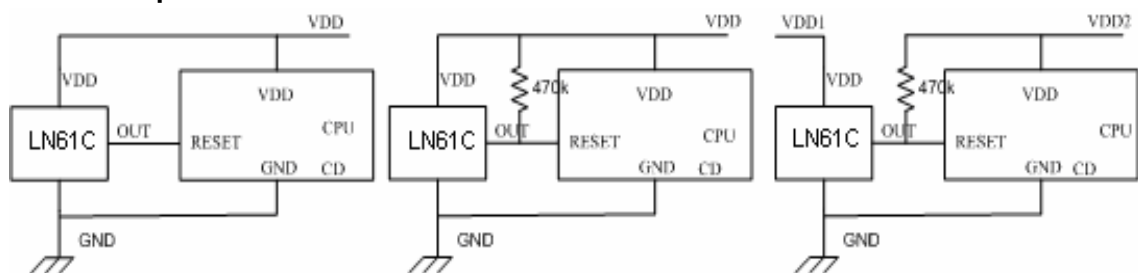 VDD
VDD
VDD
LN61C
OUT
RESET
CPU
GND
CD
GND
VDD
VDD
470k
VDD
LN61C
OUT
RESET
CPU
GND
CD
GND
VDD1
VDD2
VDD
470k
VDD
LN61C
OUT
RESET
CPU
GND
CD
GND